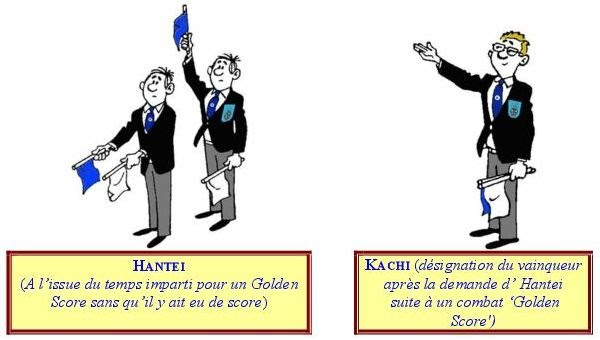 HANTEI
(A l'issue du temps imparti pour un Golden
Score sans qu'il y ait eu de score)
KACHI (désignation du vainqueur
après la demande d' Hantei
suite à un combat ‘Golden
Score')